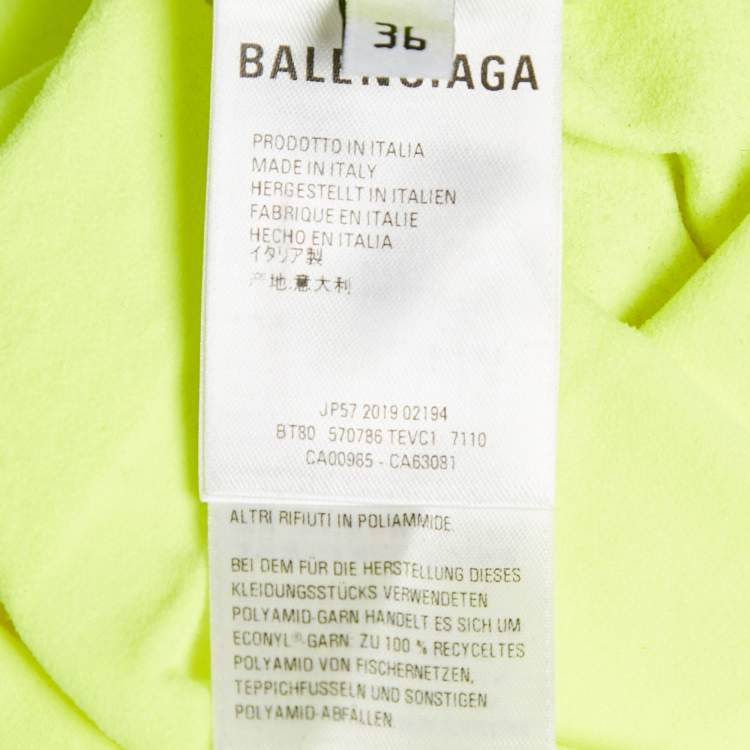 36
BALENCIAGA
PRODOTTO IN ITALIA
MADE IN ITALY
HERGESTELLT IN ITALIEN
FABRIQUE EN ITALIE
HECHO EN ITALIA
イタリア製
产地:意大利
JP57 2019 02194
BT80 570786 TEVC1 7110
CA00965 - CA63081
ALTRI RIFIUTI IN POLIAMMIDE.
BEI DEM FÜR DIE HERSTELLUNG DIESES
KLEIDUNGSSTÜCKS VERWENDETEN
POLYAMID-GARN HANDELT ES SICH UM
ECONYL®-GARN: ZU 100 % RECYCELTES
POLYAMID VON FISCHERNETZEN,
TEPPICHFUSSELN UND SONSTIGEN
POLYAMID-ABFÄLLEN.